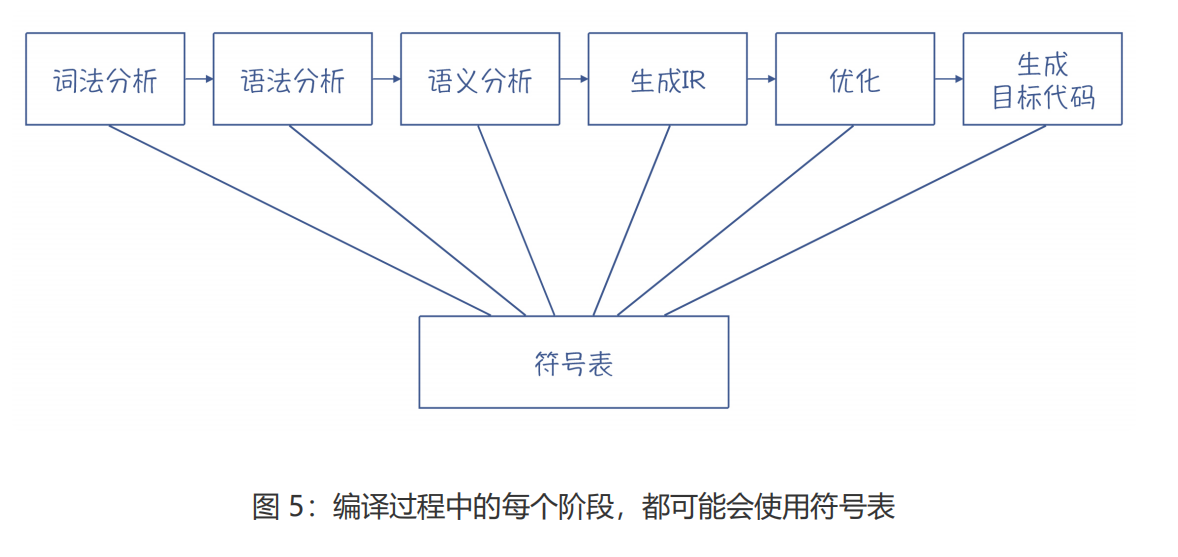 词法分析
语法分析
语义分析
生成IR
优化
生成
目标代码
符号表
图 5：编译过程中的每个阶段，都可能会使用符号表